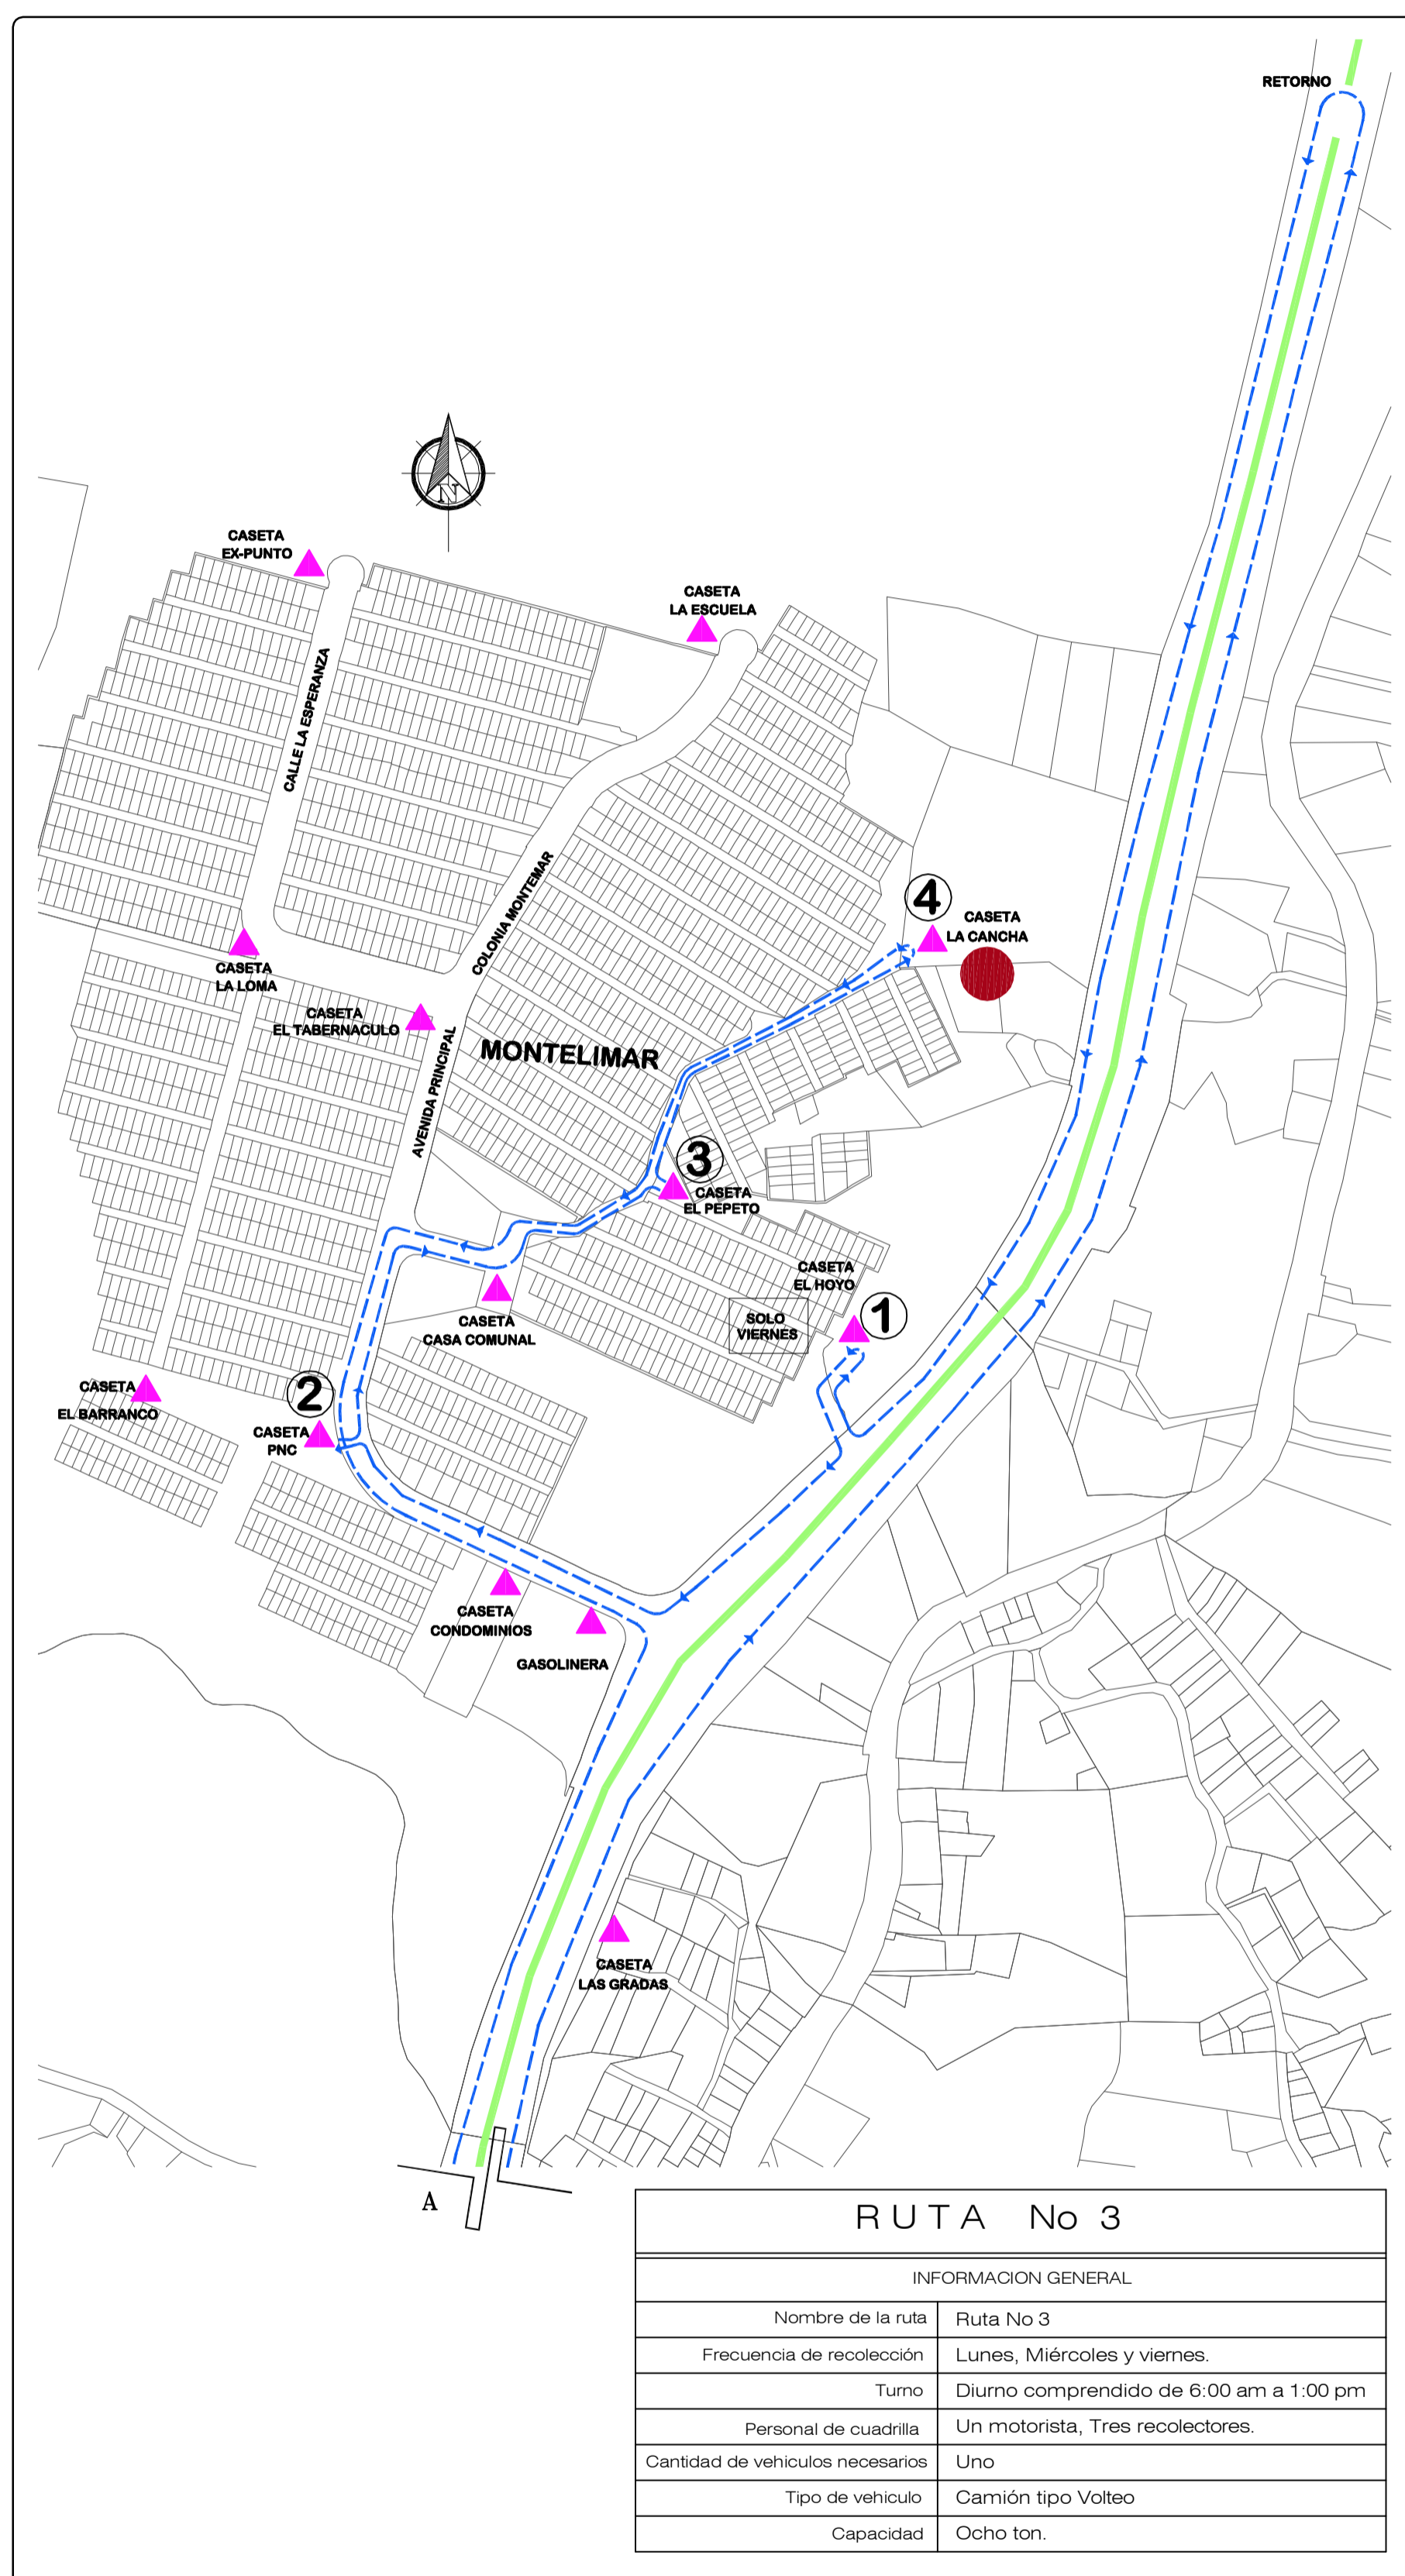 RETORNO
N
CASETA
EX-PUNTO
CASETA
LA ESCUELA
CALLE LA ESPERANZA
COLONIA MONTEMAR
4
CASETA
LA CANCHA
CASETA
LA LOMA
CASETA
EL TABERNACULO
AVENIDA PRINCIPAL
MONTELIMAR
3
CASETA
EL PEPETO
CASETA
EL HOYO
1
SOLO
VIERNES
CASETA
CASA COMUNAL
2
CASETA
EL BARRANCO
CASETA
PNC
CASETA
CONDOMINIOS
GASOLINERA
CASETA
LAS GRADAS
A
RUTA No 3
INFORMACION GENERAL
Nombre de la ruta Ruta No 3
Frecuencia de recolección Lunes, Miércoles y viernes.
Turno Diurno comprendido de 6:00 am a 1:00 pm
Personal de cuadrilla Un motorista, Tres recolectores.
Cantidad de vehiculos necesarios Uno
Tipo de vehiculo Camión tipo Volteo
Capacidad Ocho ton.